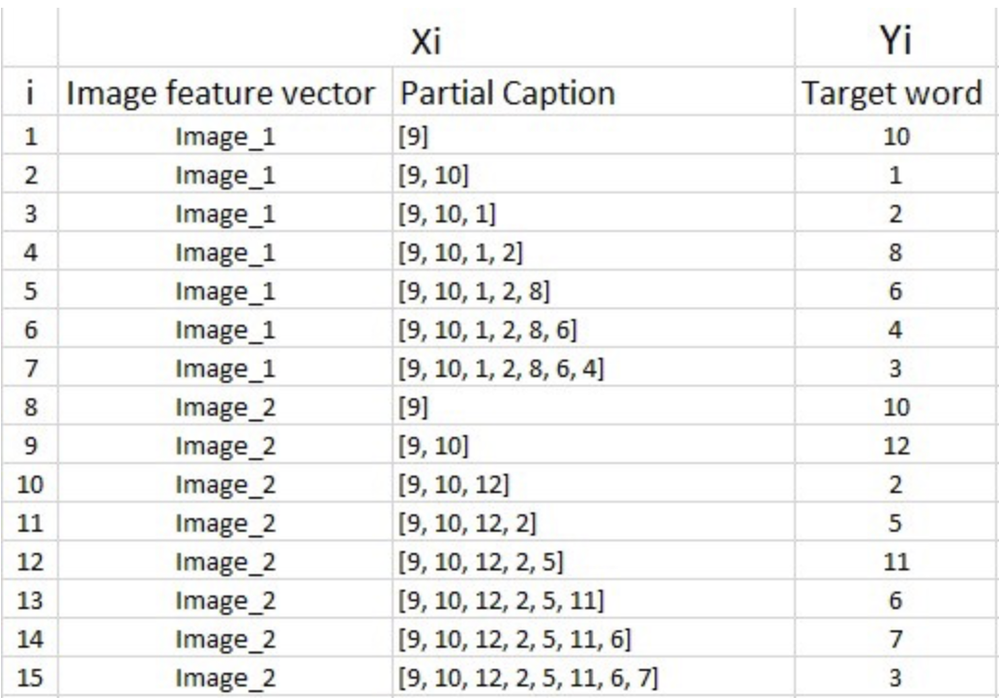 Xi Yi
i Image feature vector Partial Caption Target word
1 Image_1 [9] 10
2 Image_1 [9, 10] 1
3 Image_1 [9, 10, 1] 2
4 Image_1 [9, 10, 1, 2] 8
5 Image_1 [9, 10, 1, 2, 8] 6
6 Image_1 [9, 10, 1, 2, 8, 6] 4
7 Image_1 [9, 10, 1, 2, 8, 6, 4] 3
8 Image_2 [9] 10
9 Image_2 [9, 10] 12
10 Image_2 [9, 10, 12] 2
11 Image_2 [9, 10, 12, 2] 5
12 Image_2 [9, 10, 12, 2, 5] 11
13 Image_2 [9, 10, 12, 2, 5, 11] 6
14 Image_2 [9, 10, 12, 2, 5, 11, 6] 7
15 Image_2 [9, 10, 12, 2, 5, 11, 6, 7] 3